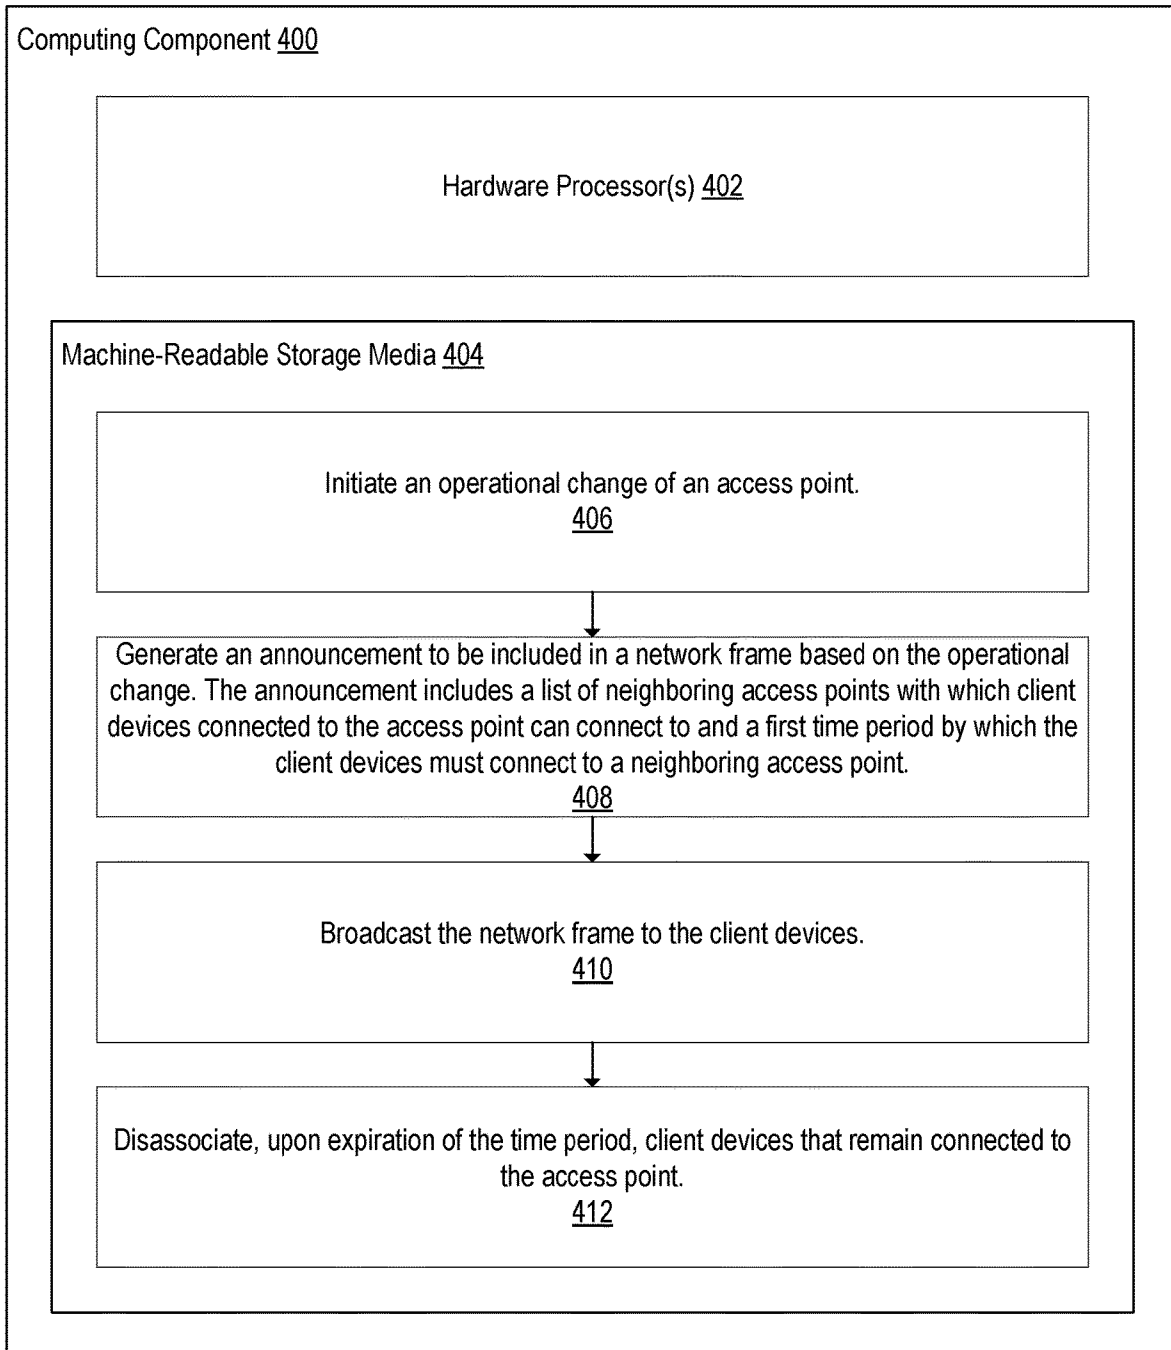 Computing Component 400
Hardware Processor(s) 402
Machine-Readable Storage Media 404
Initiate an operational change of an access point.
406
Generate an announcement to be included in a network frame based on the operational
change. The announcement includes a list of neighboring access points with which client
devices connected to the access point can connect to and a first time period by which the
client devices must connect to a neighboring access point.
408
Broadcast the network frame to the client devices.
410
Disassociate, upon expiration of the time period, client devices that remain connected to
the access point.
412